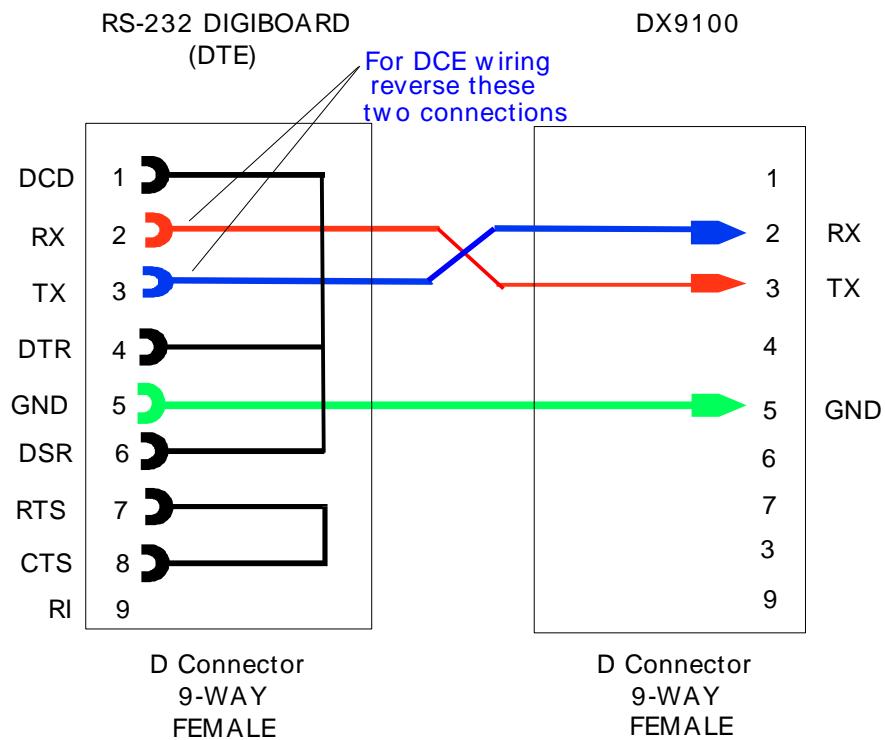 RS-232 DIGIBOARD
(DTE)
DX9100
For DCE wiring
reverse these
two connections
DCD 1
RX 2
TX 3
DTR 4
GND 5
DSR 6
RTS 7
CTS 8
RI 9
1
2 RX
3 TX
4
5 GND
6
7
3
9
D Connector
9-WAY
FEMALE
D Connector
9-WAY
FEMALE